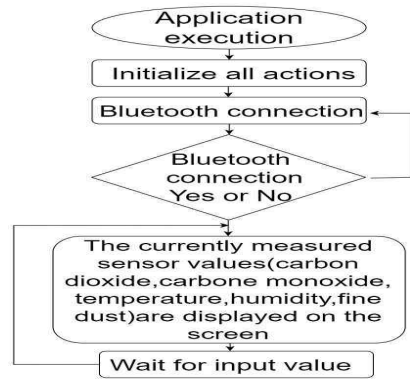 Application
execution
Initialize all actions
Bluetooth connection
Bluetooth
connection
Yes or No
The currently measured
sensor values(carbon
dioxide,carbone monoxide,
temperature,humidity,fine
dust)are displayed on the
screen
Wait for input value